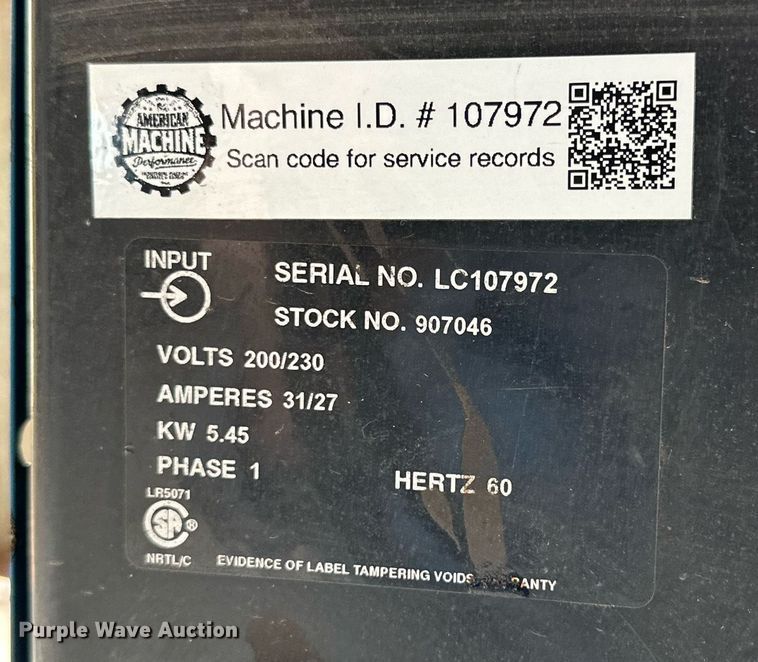 AMERICAN
MACHINE
Performance
Machine I.D. # 107972
Scan code for service records
INPUT
SERIAL NO. LC107972
STOCK NO. 907046
VOLTS 200/230
AMPERES 31/27
KW 5.45
PHASE 1
HERTZ 60
LR5071
SA ®
NRTL/C
EVIDENCE OF LABEL TAMPERING VOIDS
Purple Wave Auction